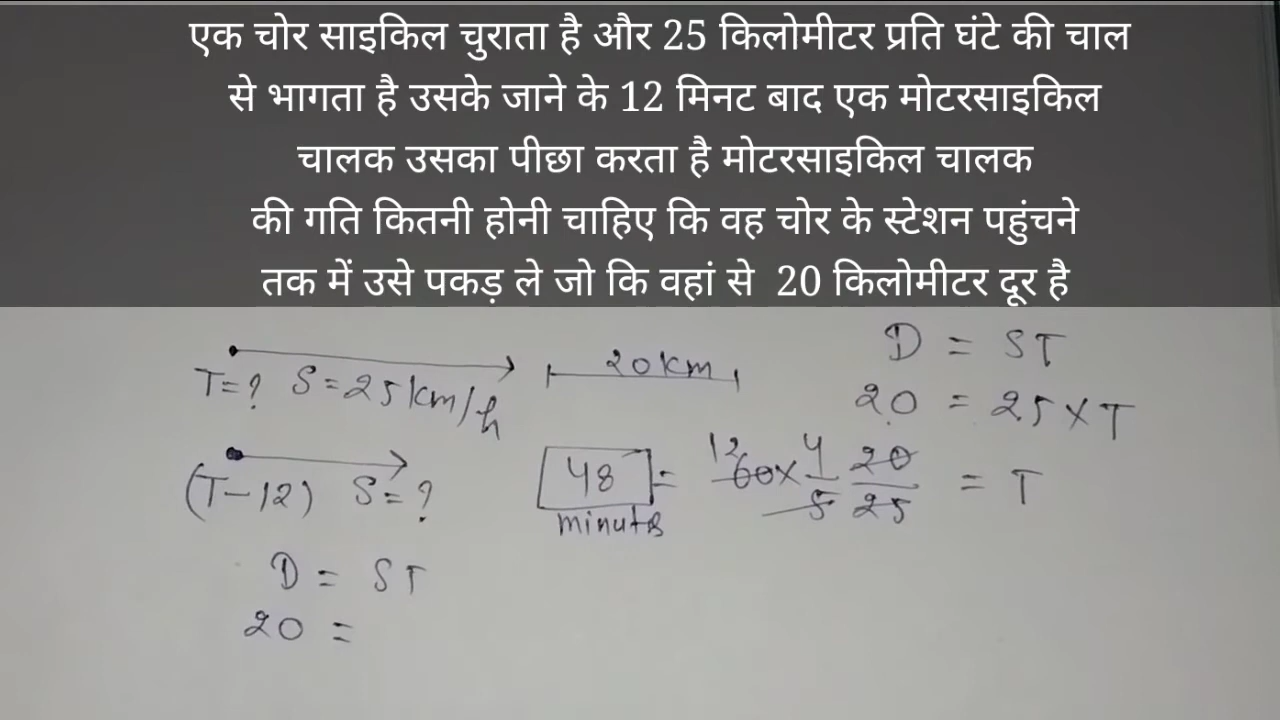 एक चोर साइकिल चुराता है और 25 किलोमीटर प्रति घंटे की चाल
से भागता है उसके जाने के 12 मिनट बाद एक मोटरसाइकिल
चालक उसका पीछा करता है मोटरसाइकिल चालक
की गति कितनी होनी चाहिए कि वह चोर के स्टेशन पहुंचने
तक में उसे पकड़ ले जो कि वहां से 20 किलोमीटर दूर है
T=? S=25km/h
20km
D = ST
20 = 25×T
(T-12) S=?
48 = 12 60×4/5 20/25 = T
minutes
D = ST
20 =